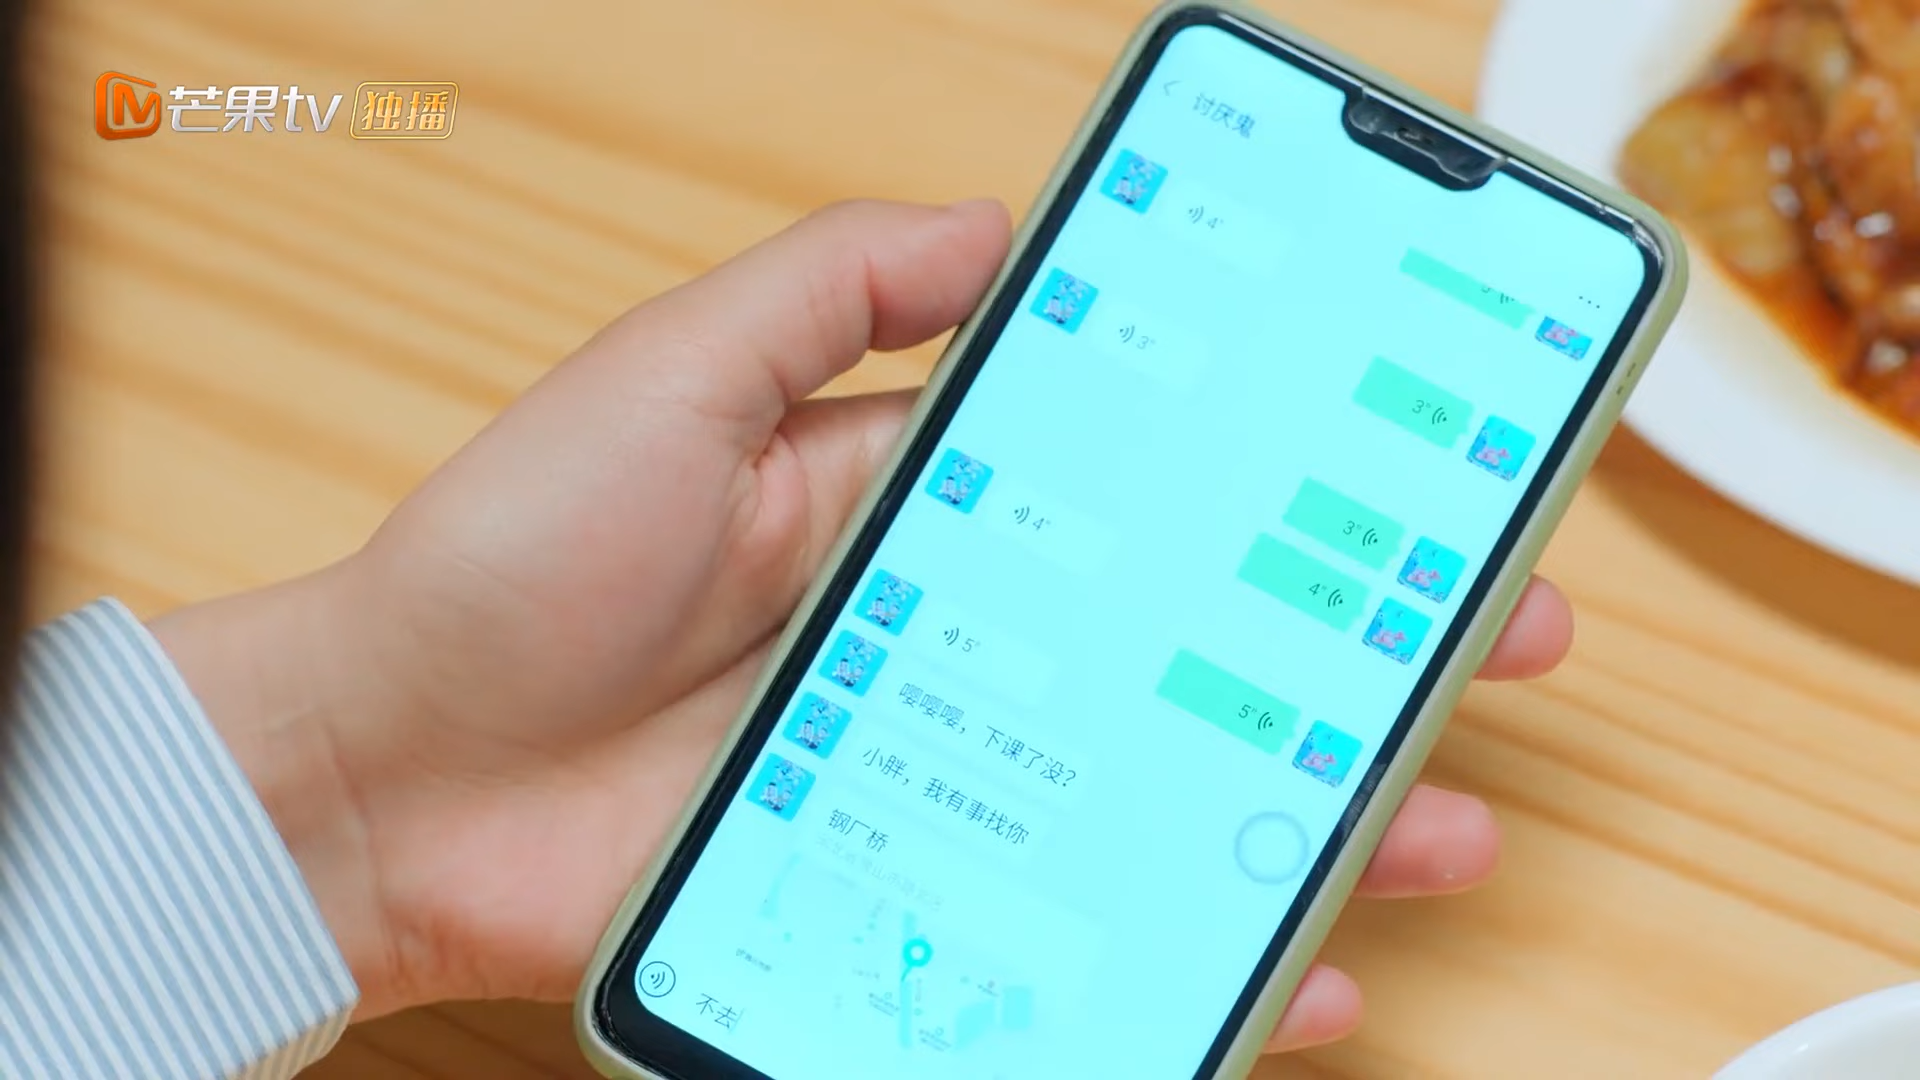 芒果tv 独播
讨厌鬼
4"
3"
3"
4"
3"
4"
5"
5"
嘤嘤嘤，下课了没？
小胖，我有事找你
钢厂桥
不去